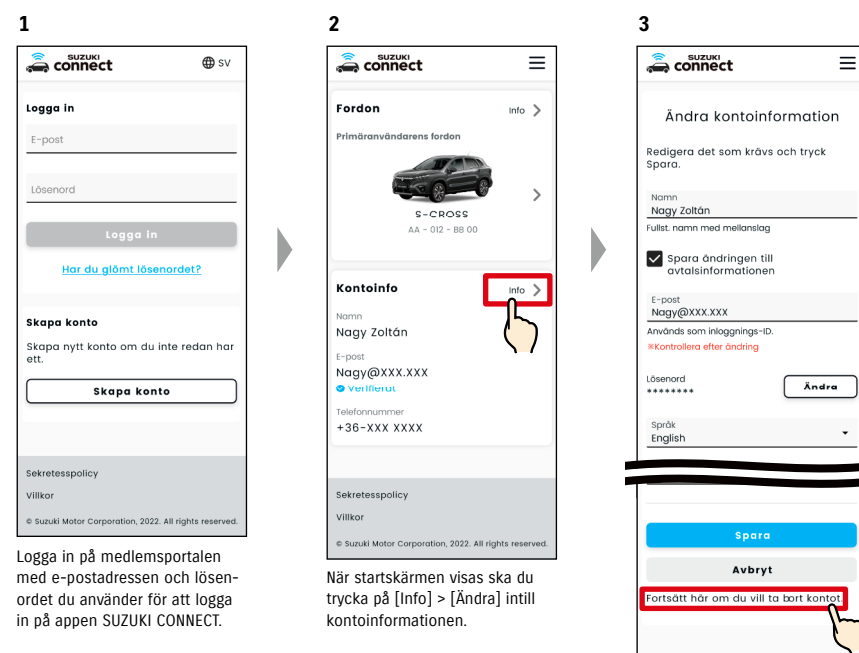 1
SUZUKI
connect
SV
Logga in
E-post
Lösenord
Logga in
Har du glömt lösenordet?
Skapa konto
Skapa nytt konto om du inte redan har
ett.
Skapa konto
Sekretesspolicy
Villkor
© Suzuki Motor Corporation, 2022. All rights reserved.
Logga in på medlemsportalen
med e-postadressen och lösen-
ordet du använder för att logga
in på appen SUZUKI CONNECT.
2
SUZUKI
connect
Fordon
Info
Primäranvändarens fordon
S-CROSS
AA - 012 - BB 00
Kontoinfo
Info
Namn
Nagy Zoltán
E-post
Nagy@XXX.XXX
Verifierat
Telefonnummer
+36-XXX XXXX
Sekretesspolicy
Villkor
© Suzuki Motor Corporation, 2022. All rights reserved.
När startskärmen visas ska du
trycka på [Info] > [Ändra] intill
kontoinformationen.
3
SUZUKI
connect
Ändra kontoinformation
Redigera det som krävs och tryck
Spara.
Namn
Nagy Zoltán
Fullst. namn med mellanslag
Spara ändringen till
avtalsinformationen
E-post
Nagy@XXX.XXX
Används som inloggnings-ID.
※Kontrollera efter ändring
Lösenord
********
Ändra
Språk
English
Spara
Avbryt
Fortsätt här om du vill ta bort kontot.